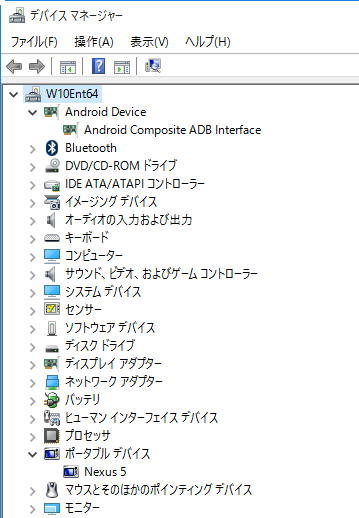 デバイス マネージャー
ファイル(F) 操作(A) 表示(V) ヘルプ(H)
W10Ent64
Android Device
Android Composite ADB Interface
Bluetooth
DVD/CD-ROM ドライブ
IDE ATA/ATAPI コントローラー
イメージング デバイス
オーディオの入力および出力
キーボード
コンピューター
サウンド、ビデオ、およびゲーム コントローラー
システム デバイス
センサー
ソフトウェア デバイス
ディスク ドライブ
ディスプレイ アダプター
ネットワーク アダプター
バッテリ
ヒューマン インターフェイス デバイス
プロセッサ
ポータブル デバイス
Nexus 5
マウスとそのほかのポインティング デバイス
モニター